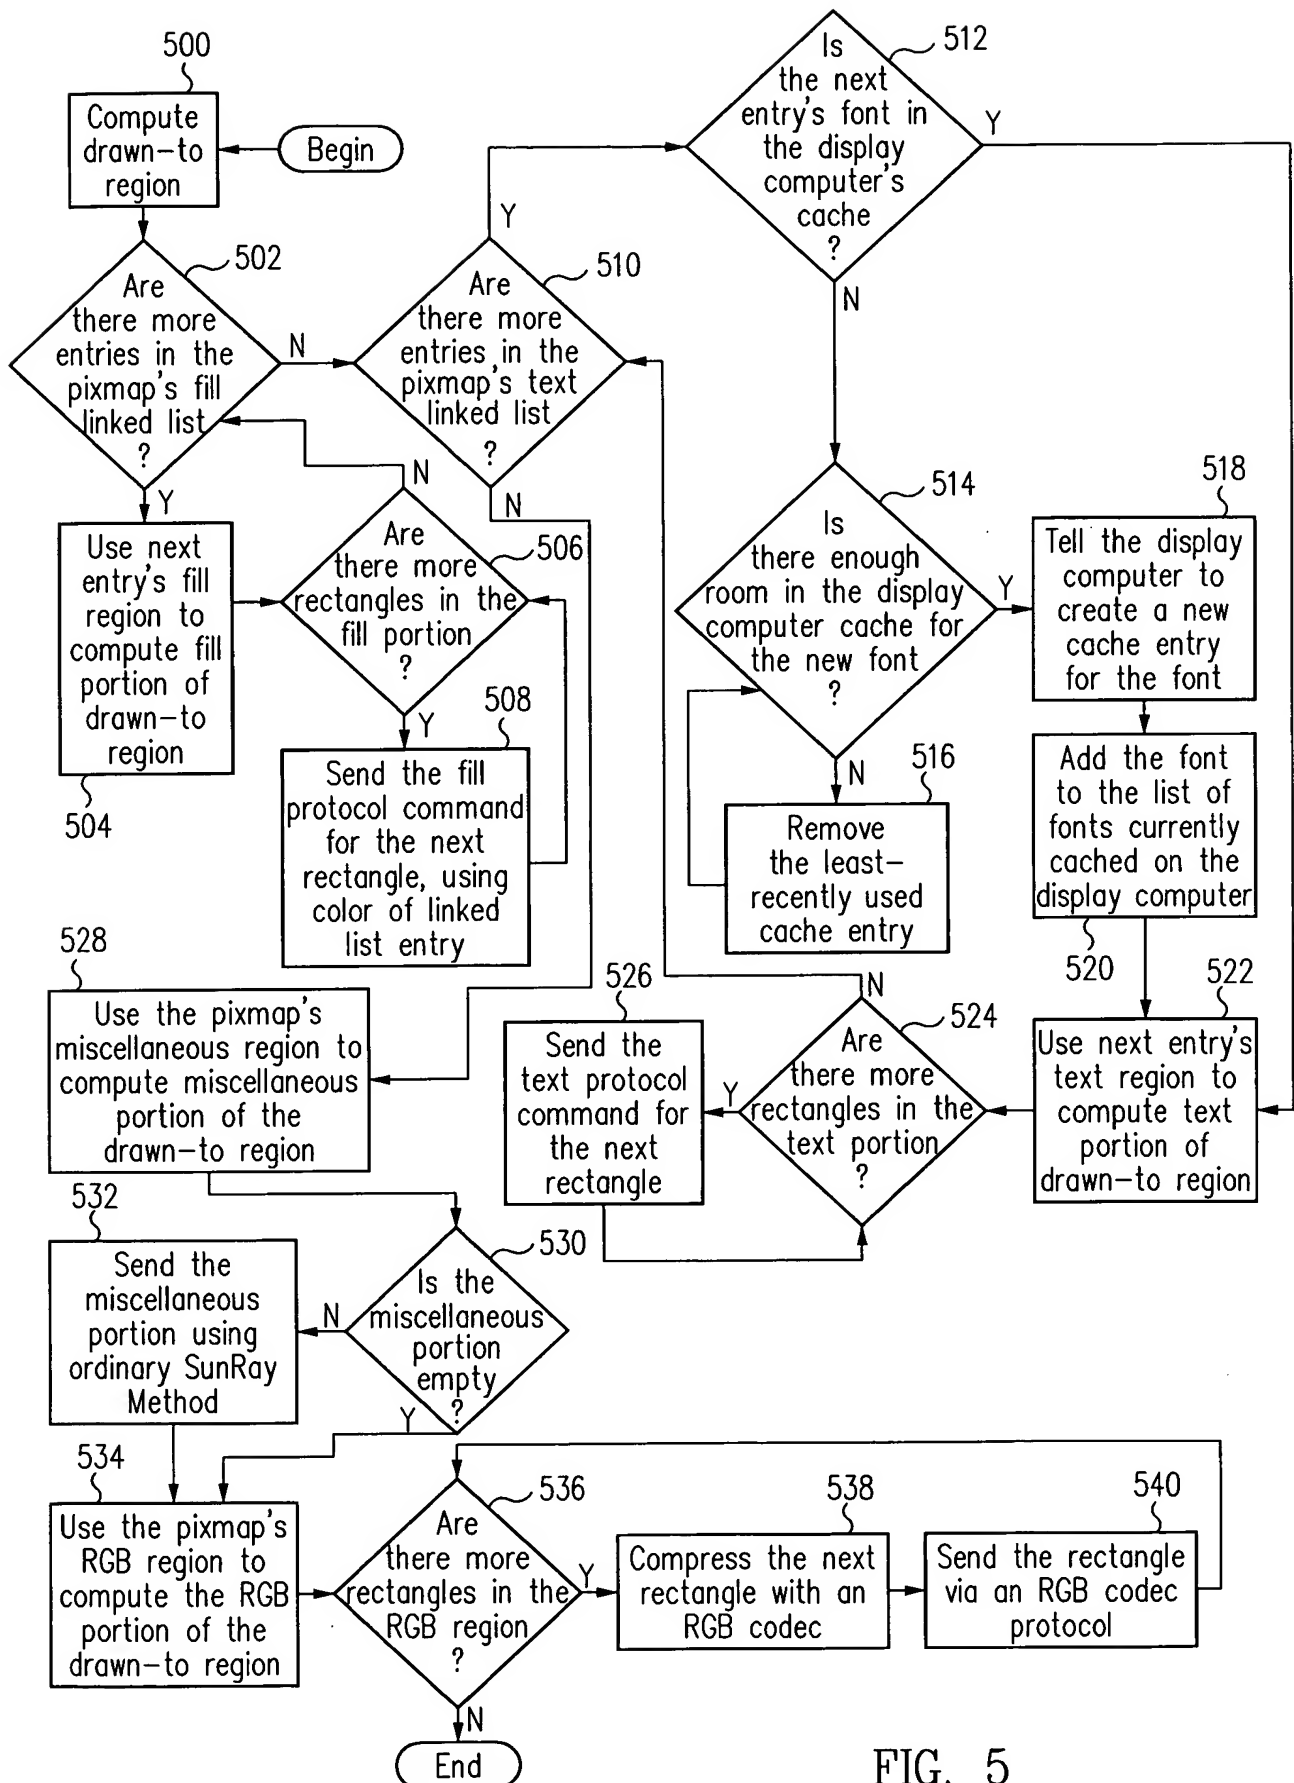 500
Compute
drawn-to
region
Begin
502
Are
there more
entries in the
pixmap's fill
linked list
?
N
Y
504
Use next
entry's fill
region to
compute fill
portion of
drawn-to
region
506
Are
there more
rectangles in the
fill portion
?
N
Y
508
Send the fill
protocol command
for the next
rectangle, using
color of linked
list entry
510
Are
there more
entries in the
pixmap's text
linked list
?
Y
N
512
Is
the next
entry's font in
the display
computer's
cache
?
Y
N
514
Is
there enough
room in the display
computer cache for
the new font
?
Y
N
516
Remove
the least-
recently used
cache entry
518
Tell the display
computer to
create a new
cache entry
for the font
Add the font
to the list of
fonts currently
cached on the
display computer
520
522
Use next entry's
text region to
compute text
portion of
drawn-to region
524
Are
there more
rectangles in the
text portion
?
N
Y
526
Send the
text protocol
command for
the next
rectangle
528
Use the pixmap's
miscellaneous region to
compute miscellaneous
portion of the
drawn-to region
530
Is the
miscellaneous
portion
empty
?
N
Y
532
Send the
miscellaneous
portion using
ordinary SunRay
Method
534
Use the pixmap's
RGB region to
compute the RGB
portion of the
drawn-to region
536
Are
there more
rectangles in the
RGB region
?
Y
N
538
Compress the next
rectangle with an
RGB codec
540
Send the rectangle
via an RGB codec
protocol
End
FIG. 5